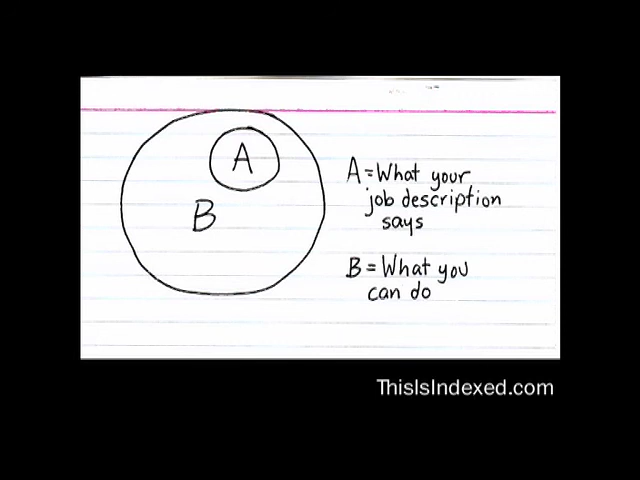 A
B
A=What your
job description
says
B=What you
can do
ThisIsIndexed.com